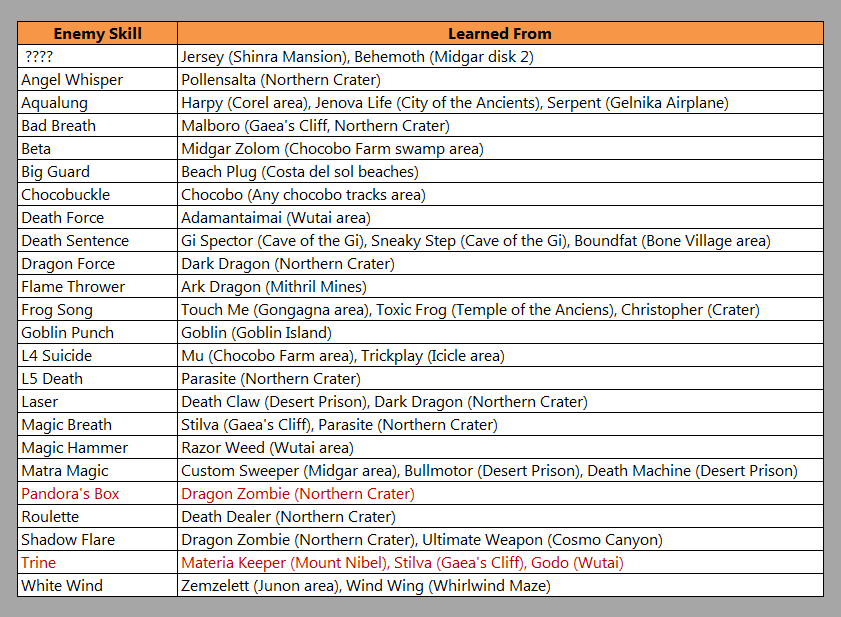 Enemy Skill Learned From
???? Jersey (Shinra Mansion), Behemoth (Midgar disk 2)
Angel Whisper Pollensalta (Northern Crater)
Aqualung Harpy (Corel area), Jenova Life (City of the Ancients), Serpent (Gelnika Airplane)
Bad Breath Malboro (Gaea's Cliff, Northern Crater)
Beta Midgar Zolom (Chocobo Farm swamp area)
Big Guard Beach Plug (Costa del sol beaches)
Chocobuckle Chocobo (Any chocobo tracks area)
Death Force Adamantaimai (Wutai area)
Death Sentence Gi Spector (Cave of the Gi), Sneaky Step (Cave of the Gi), Boundfat (Bone Village area)
Dragon Force Dark Dragon (Northern Crater)
Flame Thrower Ark Dragon (Mithril Mines)
Frog Song Touch Me (Gongagna area), Toxic Frog (Temple of the Anciens), Christopher (Crater)
Goblin Punch Goblin (Goblin Island)
L4 Suicide Mu (Chocobo Farm area), Trickplay (Icicle area)
L5 Death Parasite (Northern Crater)
Laser Death Claw (Desert Prison), Dark Dragon (Northern Crater)
Magic Breath Stilva (Gaea's Cliff), Parasite (Northern Crater)
Magic Hammer Razor Weed (Wutai area)
Matra Magic Custom Sweeper (Midgar area), Bullmotor (Desert Prison), Death Machine (Desert Prison)
Pandora's Box Dragon Zombie (Northern Crater)
Roulette Death Dealer (Northern Crater)
Shadow Flare Dragon Zombie (Northern Crater), Ultimate Weapon (Cosmo Canyon)
Trine Materia Keeper (Mount Nibel), Stilva (Gaea's Cliff), Godo (Wutai)
White Wind Zemzelett (Junon area), Wind Wing (Whirlwind Maze)